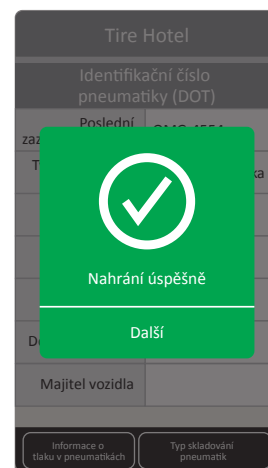 Tire Hotel
Identifikační číslo
pneumatiky (DOT)
Poslední
Nahrání úspěšně
Další
Majitel vozidla
Informace o
tlaku v pneumatikách
Typ skladování
pneumatik